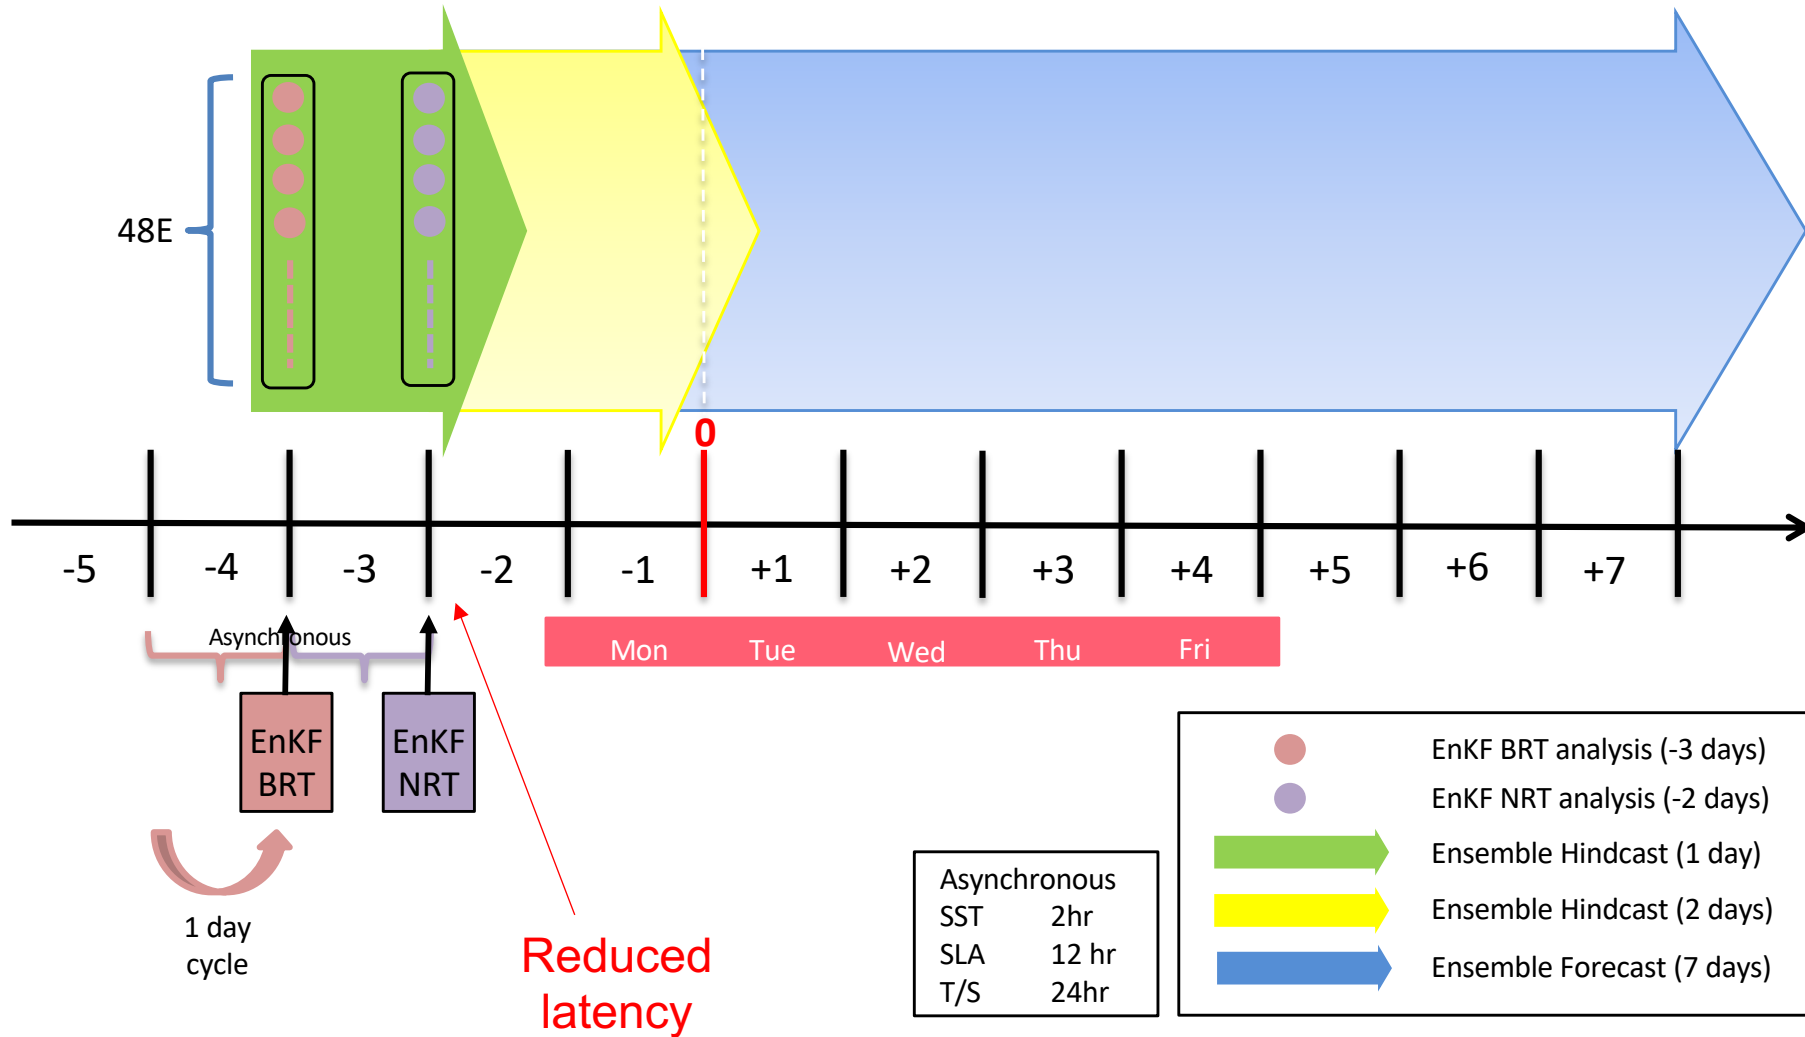 48E
0
-5 -4 -3 -2 -1 +1 +2 +3 +4 +5 +6 +7
Asynchronous
Mon Tue Wed Thu Fri
EnKF
BRT
EnKF
NRT
1 day
cycle
Reduced
latency
Asynchronous
SST 2hr
SLA 12 hr
T/S 24hr
EnKF BRT analysis (-3 days)
EnKF NRT analysis (-2 days)
Ensemble Hindcast (1 day)
Ensemble Hindcast (2 days)
Ensemble Forecast (7 days)